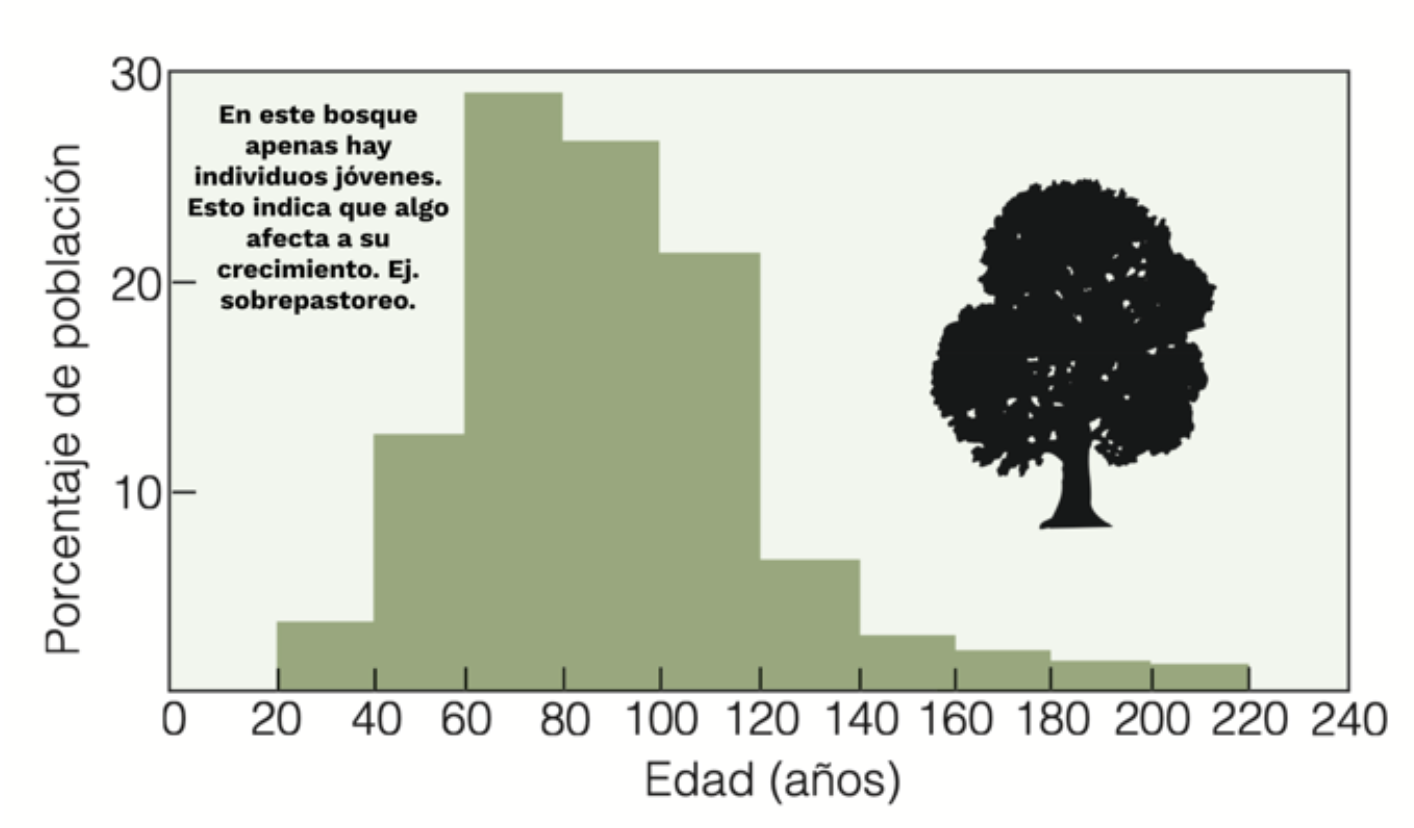 30
En este bosque
apenas hay
individuos jóvenes.
Esto indica que algo
afecta a su
crecimiento. Ej.
sobrepastoreo.
20
10
Porcentaje de población
0 20 40 60 80 100 120 140 160 180 200 220 240
Edad (años)